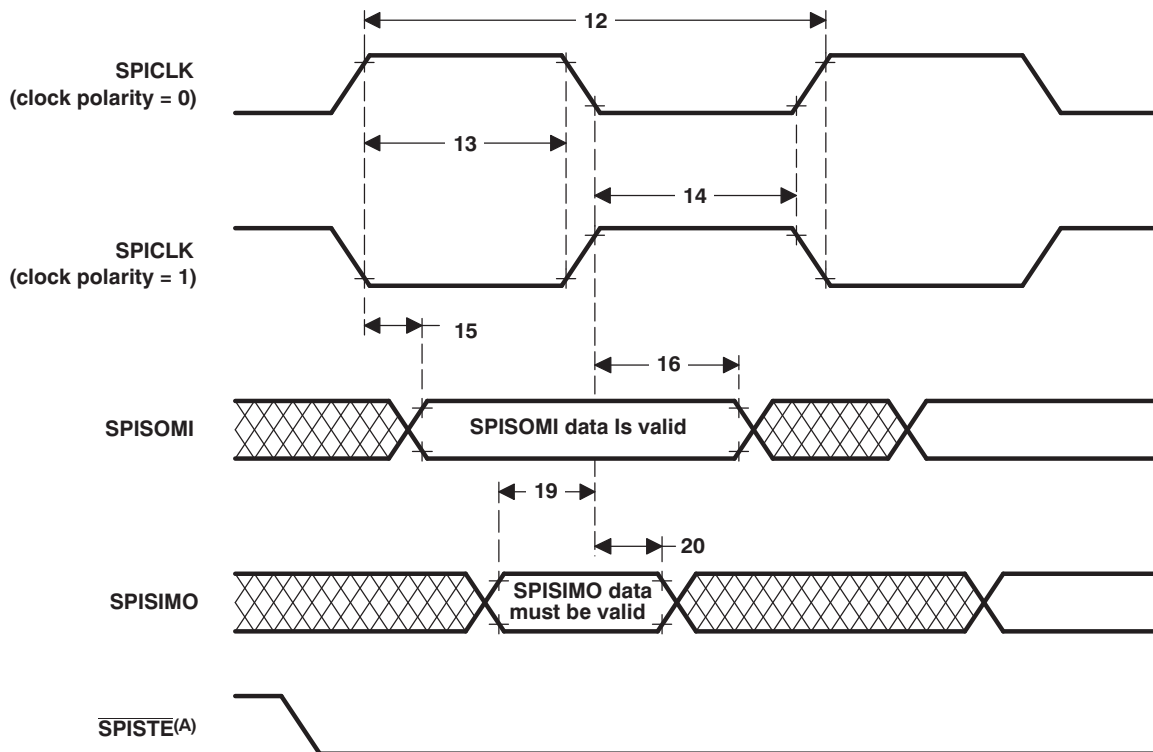 12
SPICLK
(clock polarity = 0)
13
14
SPICLK
(clock polarity = 1)
15
16
SPISOMI
SPISOMI data Is valid
19
20
SPISIMO
SPISIMO data
must be valid
SPISTE(A)